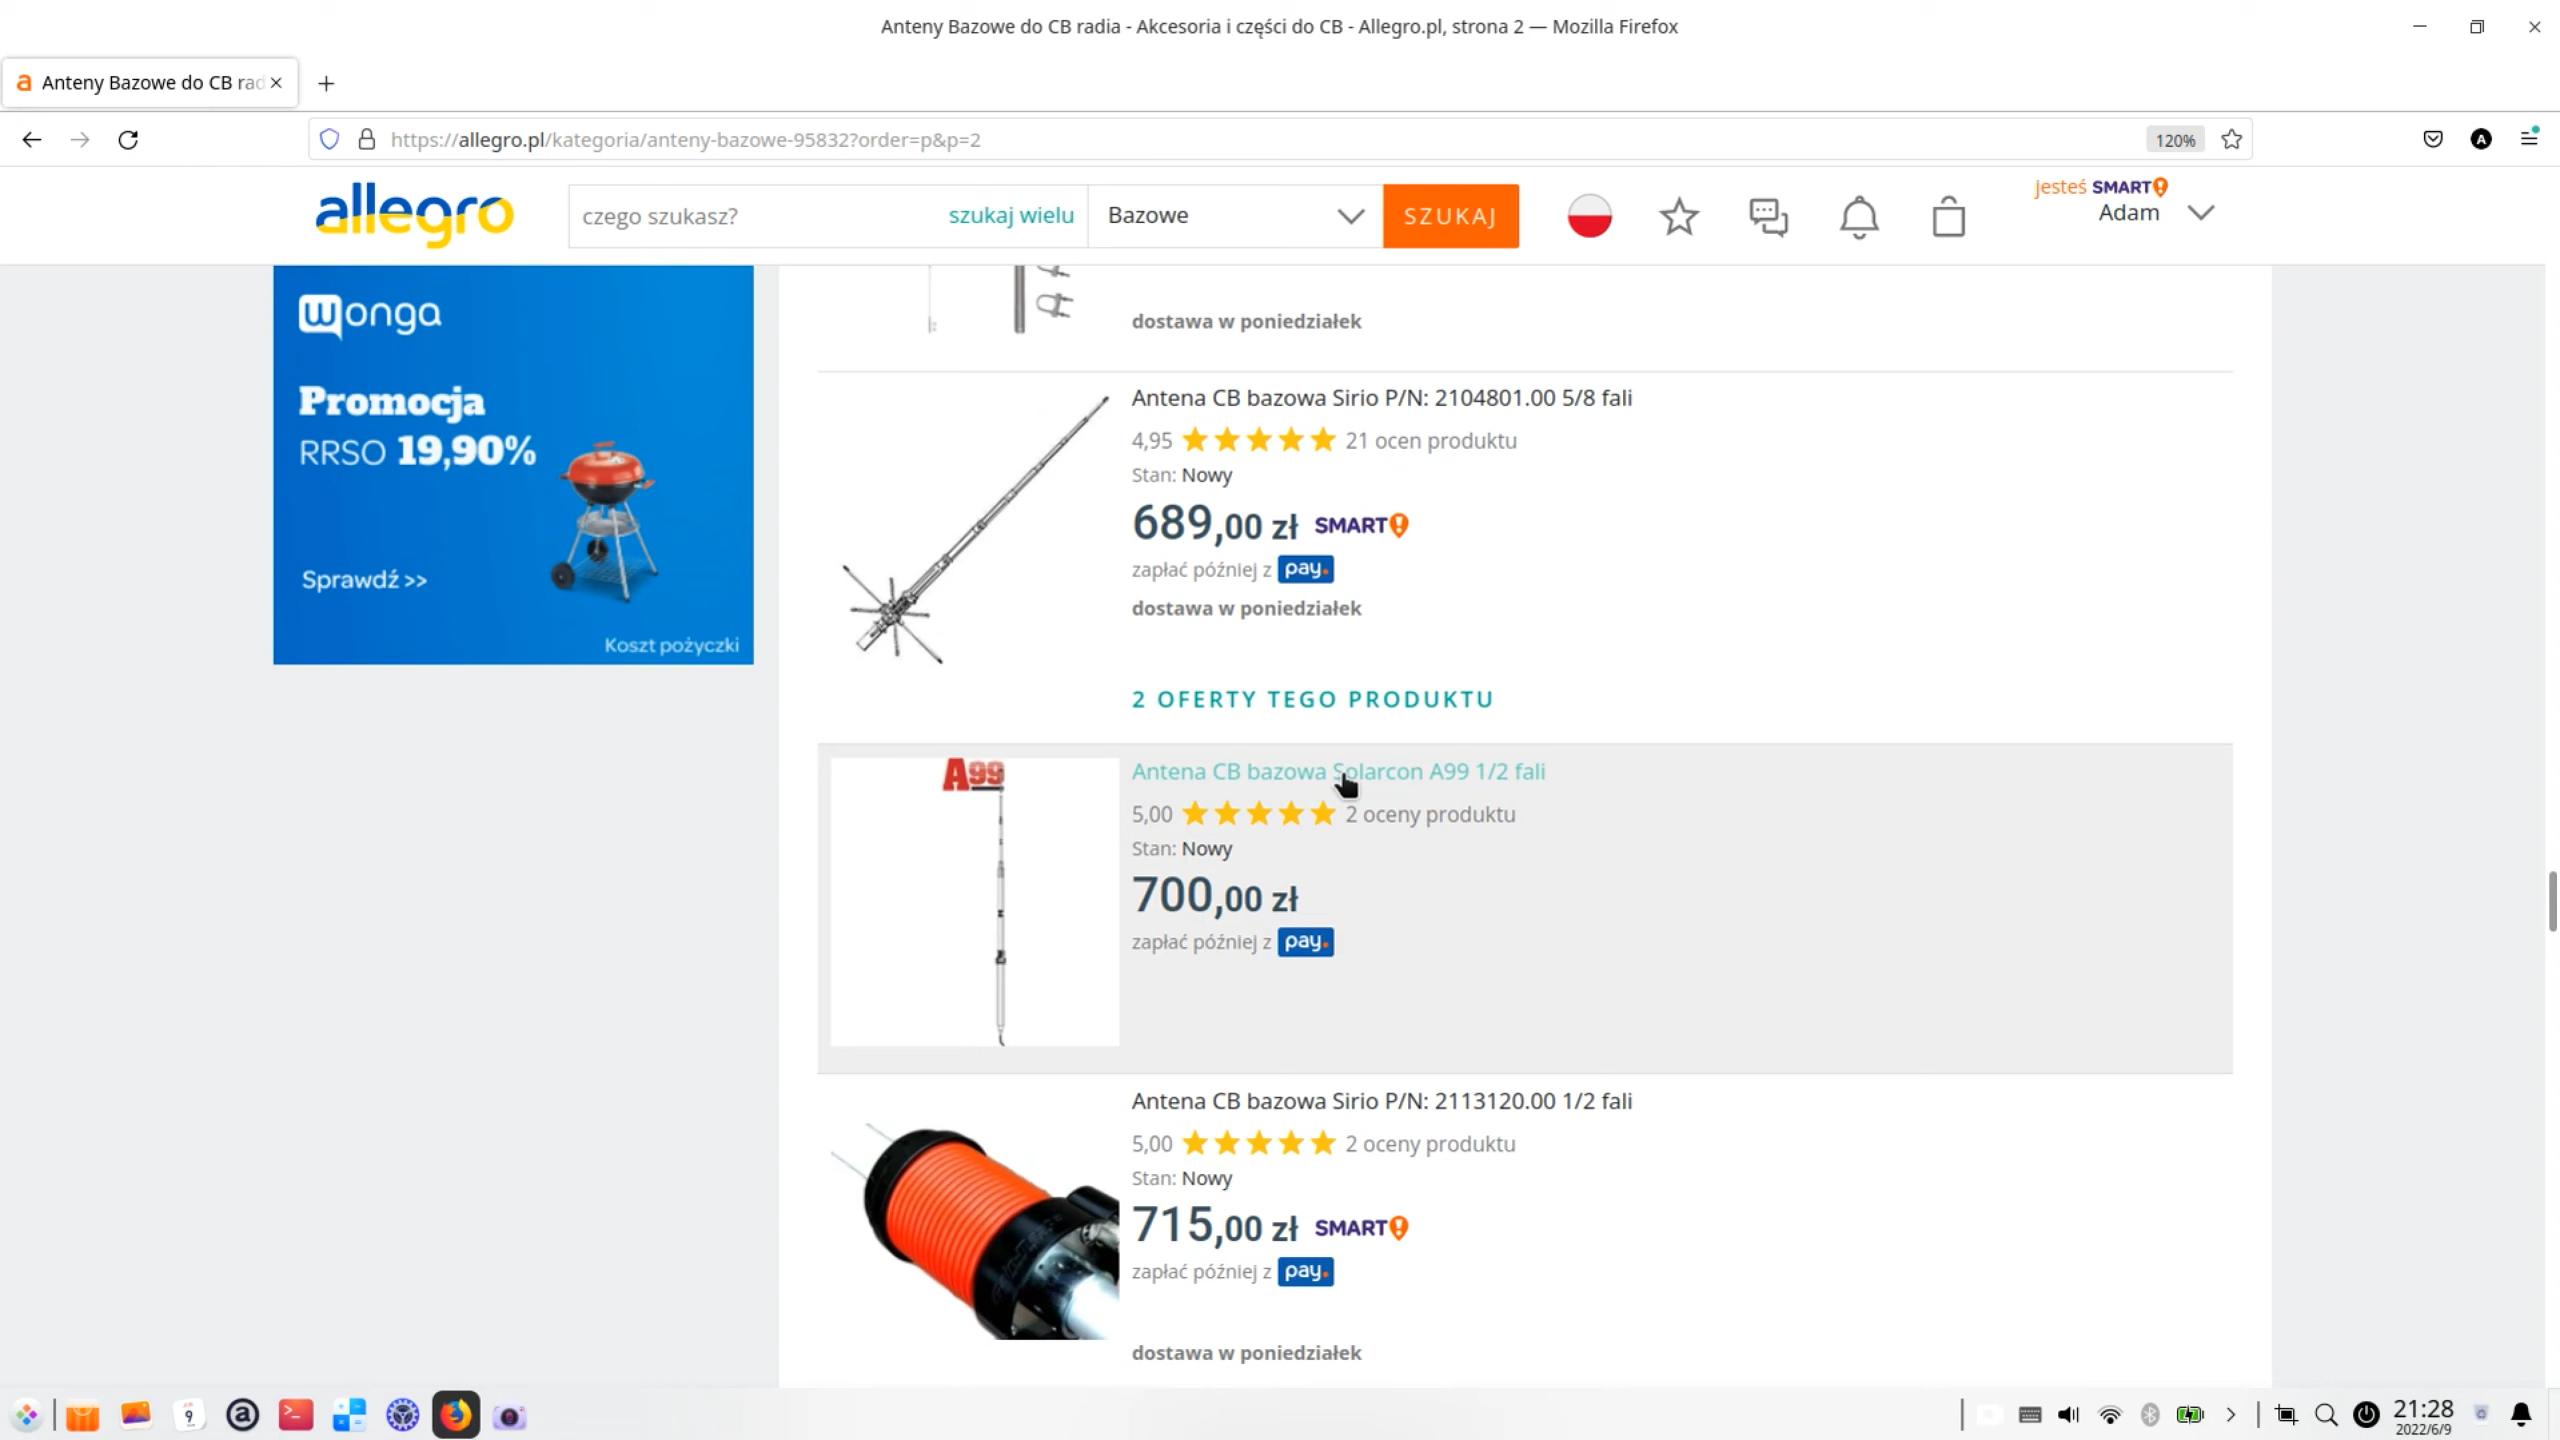 Anteny Bazowe do CB radia - Akcesoria i części do CB - Allegro.pl, strona 2 — Mozilla Firefox
Anteny Bazowe do CB rad
https://allegro.pl/kategoria/anteny-bazowe-95832?order=p&p=2
120%
A
allegro
czego szukasz?
szukaj wielu
Bazowe
SZUKAJ
jesteś SMART!
Adam
wonga
Promocja
RRSO 19,90%
Sprawdź >>
Koszt pożyczki
dostawa w poniedziałek
Antena CB bazowa Sirio P/N: 2104801.00 5/8 fali
4,95
21 ocen produktu
Stan: Nowy
689,00 zł SMART!
zapłać później z pay.
dostawa w poniedziałek
2 OFERTY TEGO PRODUKTU
A99
Antena CB bazowa Solarcon A99 1/2 fali
5,00
2 oceny produktu
Stan: Nowy
700,00 zł
zapłać później z pay.
Antena CB bazowa Sirio P/N: 2113120.00 1/2 fali
5,00
2 oceny produktu
Stan: Nowy
715,00 zł SMART!
zapłać później z pay.
dostawa w poniedziałek
9
21:28
2022/6/9